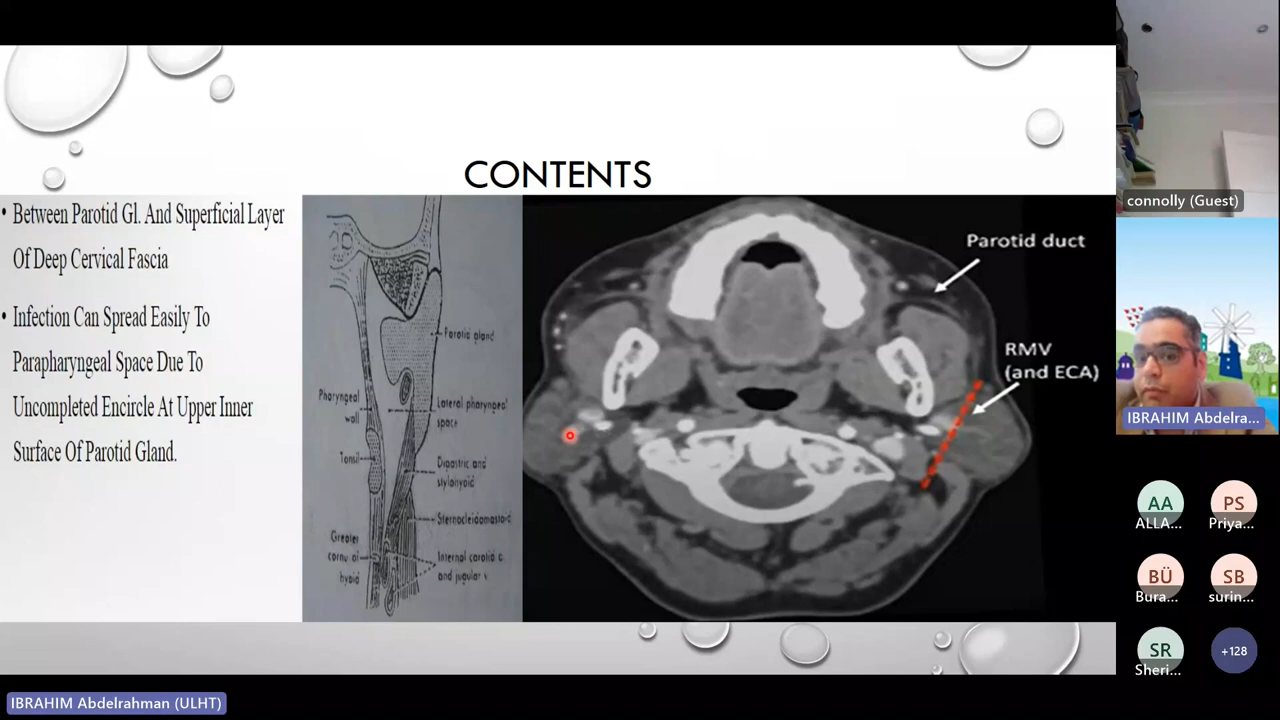 CONTENTS
• Between Parotid Gl. And Superficial Layer
Of Deep Cervical Fascia
• Infection Can Spread Easily To
Parapharyngeal Space Due To
Uncompleted Encircle At Upper Inner
Surface Of Parotid Gland.
Parotid gland
Pharyngeal
wall
Lateral pharyngeal
space
Tonsil
Digastric and
stylohyoid
Sternocleidomastoid
Greater
cornu of
hyoid
Internal carotid a
and jugular v.
Parotid duct
RMV
(and ECA)
connolly (Guest)
IBRAHIM Abdelra...
AA
ALLA...
PS
Priya...
BÜ
Bura...
SB
surin...
SR
Sheri...
+128
IBRAHIM Abdelrahman (ULHT)